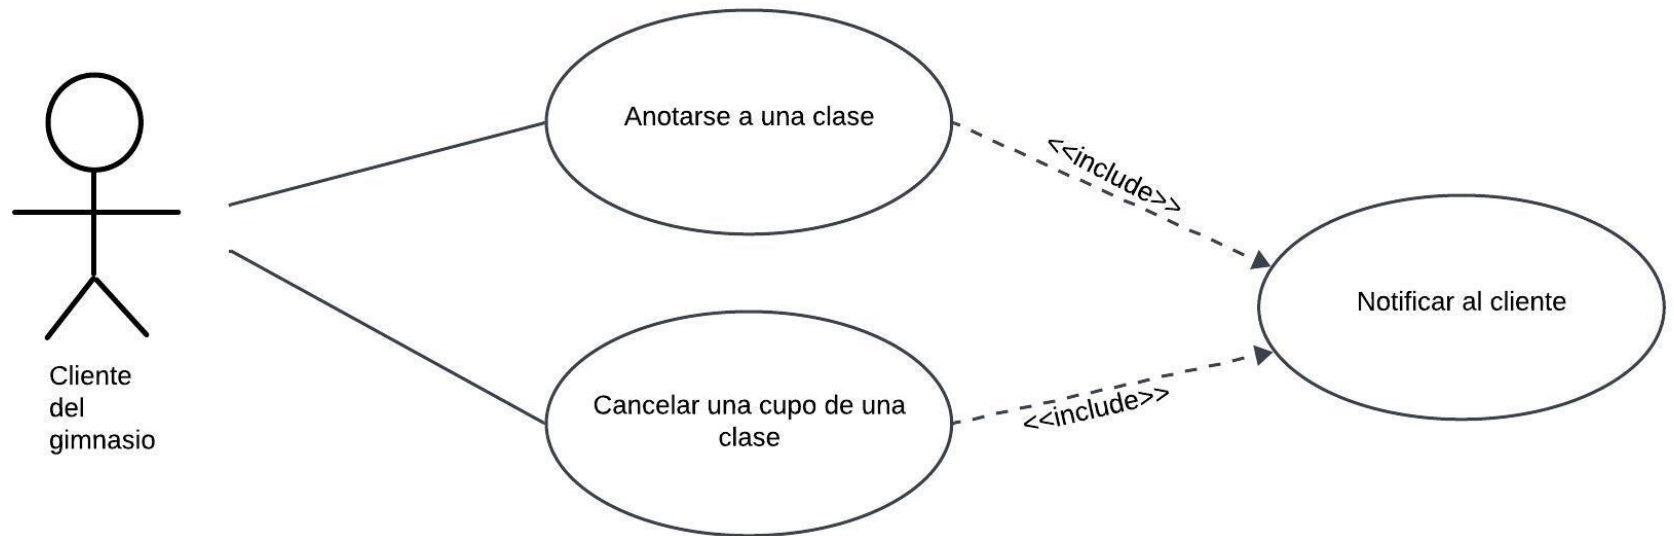 Anotarse a una clase
<<include>>
Notificar al cliente
Cliente
del
gimnasio
Cancelar una cupo de una
clase
<<include>>